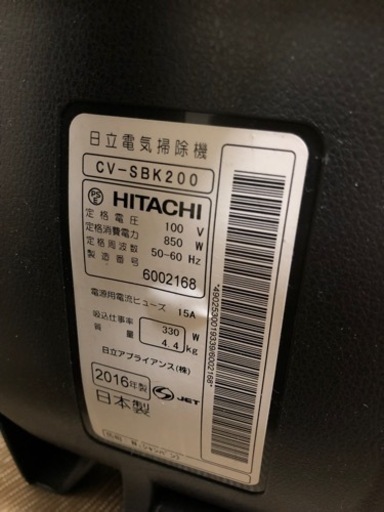 日立電気掃除機
CV-SBK200
PS E HITACHI
定格電圧 100 V
定格消費電力 850 W
定格周波数 50-60 Hz
製造番号 6002168
電源用電流ヒューズ 15A
吸込仕事率 330 W
質量 4.4 kg
日立アプライアンス(株)
2016年製 S JET
日本製
*49025300193396002168*